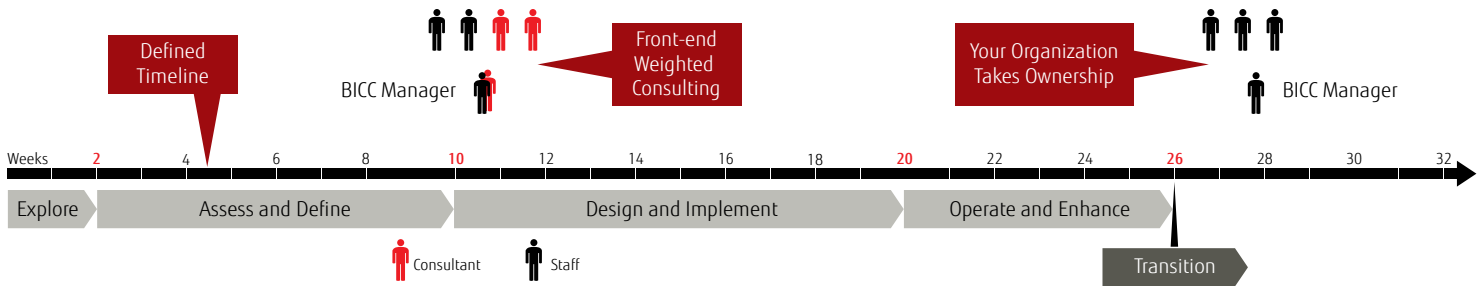 Defined
Timeline
BICC Manager
Front-end
Weighted
Consulting
Your Organization
Takes Ownership
BICC Manager
Weeks 2 4 6 8 10 12 14 16 18 20 22 24 26 28 30 32
Explore
Assess and Define
Design and Implement
Operate and Enhance
Consultant
Staff
Transition